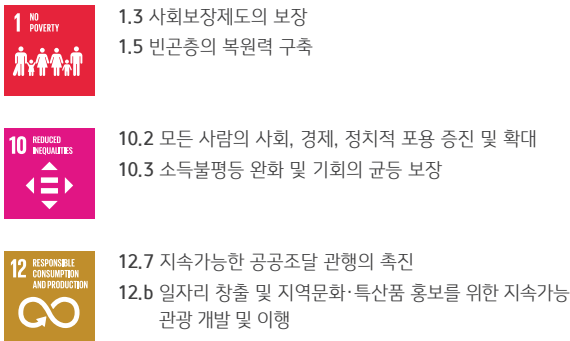 1 NO
POVERTY
1.3 사회보장제도의 보장
1.5 빈곤층의 복원력 구축
10 REDUCED
INEQUALITIES
10.2 모든 사람의 사회, 경제, 정치적 포용 증진 및 확대
10.3 소득불평등 완화 및 기회의 균등 보장
12 RESPONSIBLE
CONSUMPTION
AND PRODUCTION
12.7 지속가능한 공공조달 관행의 촉진
12.b 일자리 창출 및 지역문화·특산품 홍보를 위한 지속가능
관광 개발 및 이행